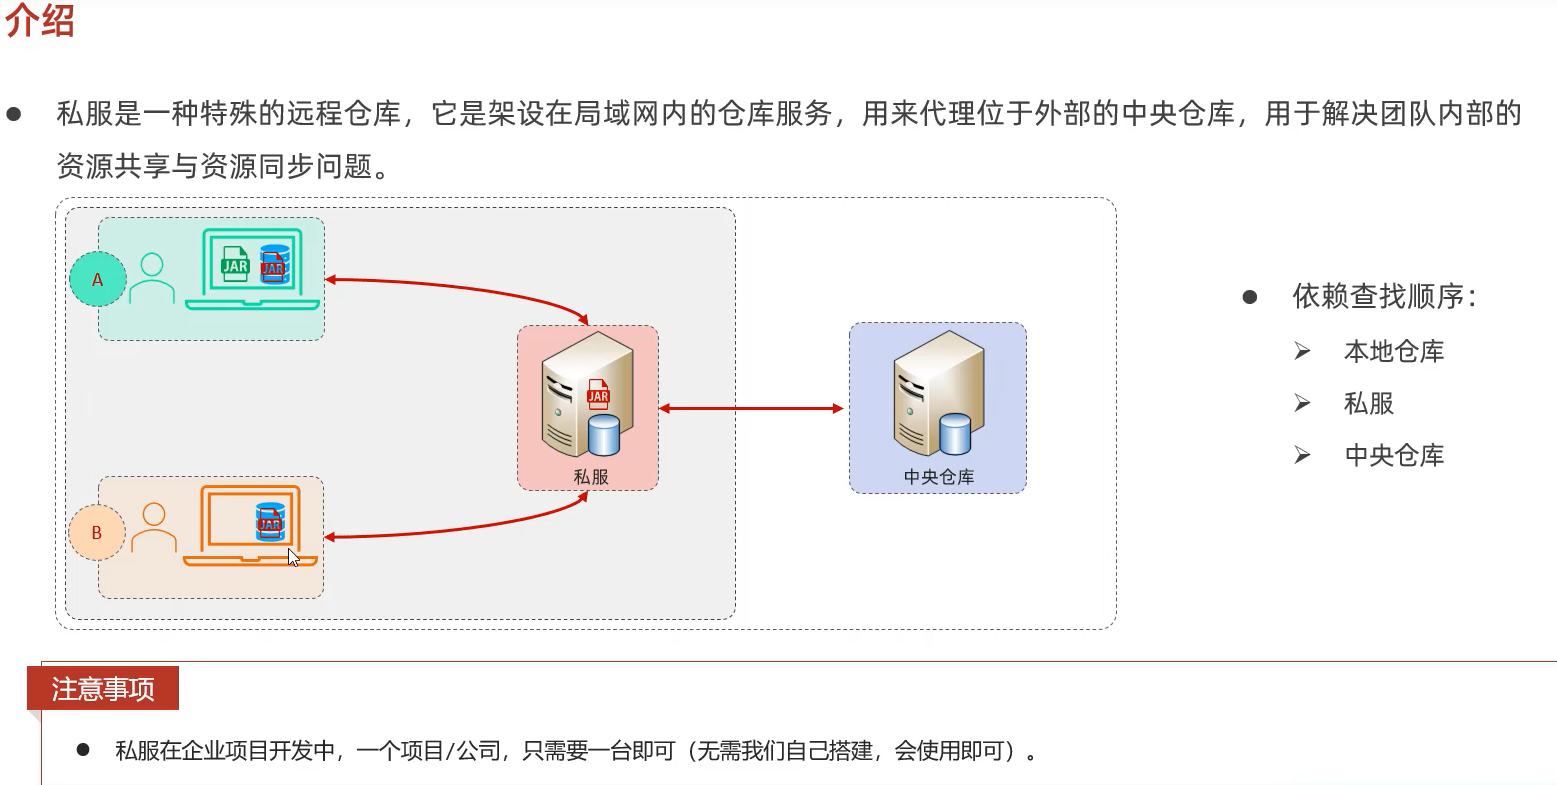 介绍
私服是一种特殊的远程仓库，它是架设在局域网内的仓库服务，用来代理位于外部的中央仓库，用于解决团队内部的
资源共享与资源同步问题。
A
JAR
JAR
依赖查找顺序：
本地仓库
私服
中央仓库
JAR
私服
中央仓库
B
JAR
注意事项
私服在企业项目开发中，一个项目/公司，只需要一台即可（无需我们自己搭建，会使用即可）。